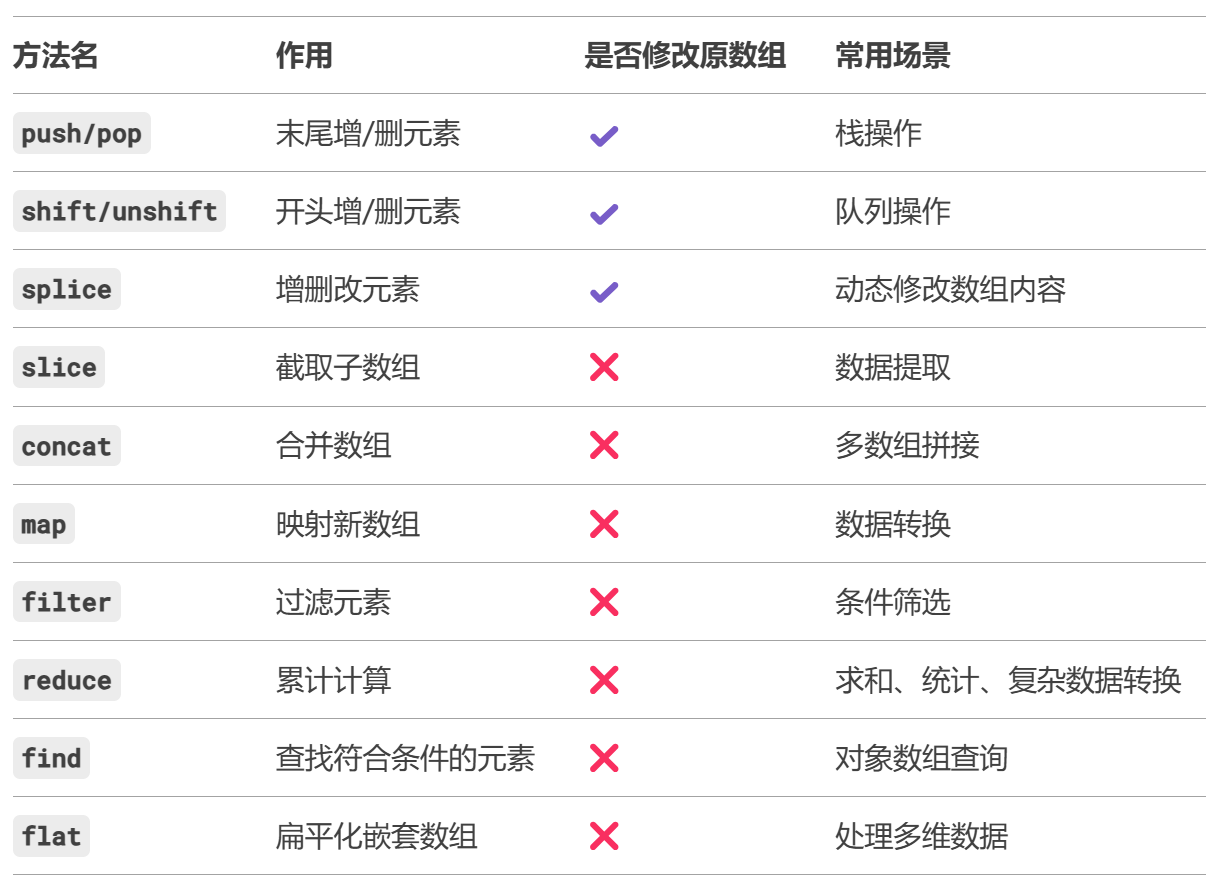 方法名 作用 是否修改原数组 常用场景
push/pop 末尾增/删元素 ✔ 栈操作
shift/unshift 开头增/删元素 ✔ 队列操作
splice 增删改元素 ✔ 动态修改数组内容
slice 截取子数组 ❌ 数据提取
concat 合并数组 ❌ 多数组拼接
map 映射新数组 ❌ 数据转换
filter 过滤元素 ❌ 条件筛选
reduce 累计计算 ❌ 求和、统计、复杂数据转换
find 查找符合条件的元素 ❌ 对象数组查询
flat 扁平化嵌套数组 ❌ 处理多维数据